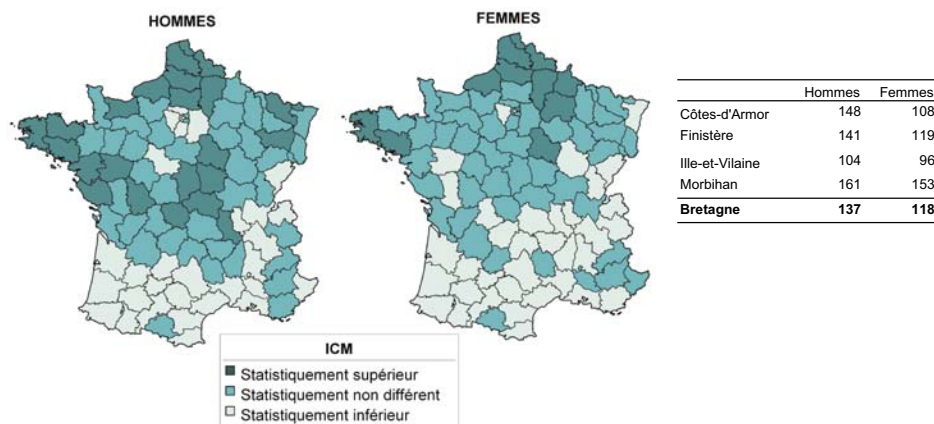 HOMMES
FEMMES
Hommes Femmes
Côtes-d'Armor 148 108
Finistère 141 119
Ille-et-Vilaine 104 96
Morbihan 161 153
Bretagne 137 118
ICM
Statistiquement supérieur
Statistiquement non différent
Statistiquement inférieur